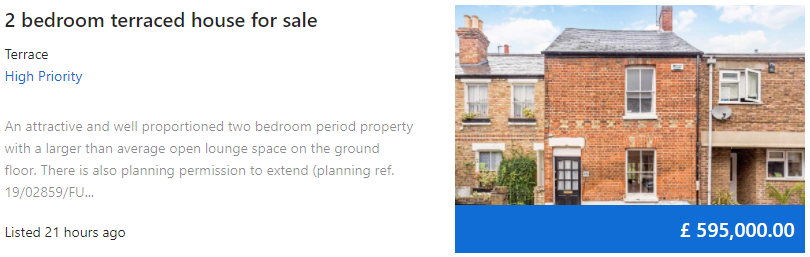 2 bedroom terraced house for sale
Terrace
High Priority
An attractive and well proportioned two bedroom period property
with a larger than average open lounge space on the ground
floor. There is also planning permission to extend (planning ref.
19/02859/FU...
Listed 21 hours ago
£ 595,000.00